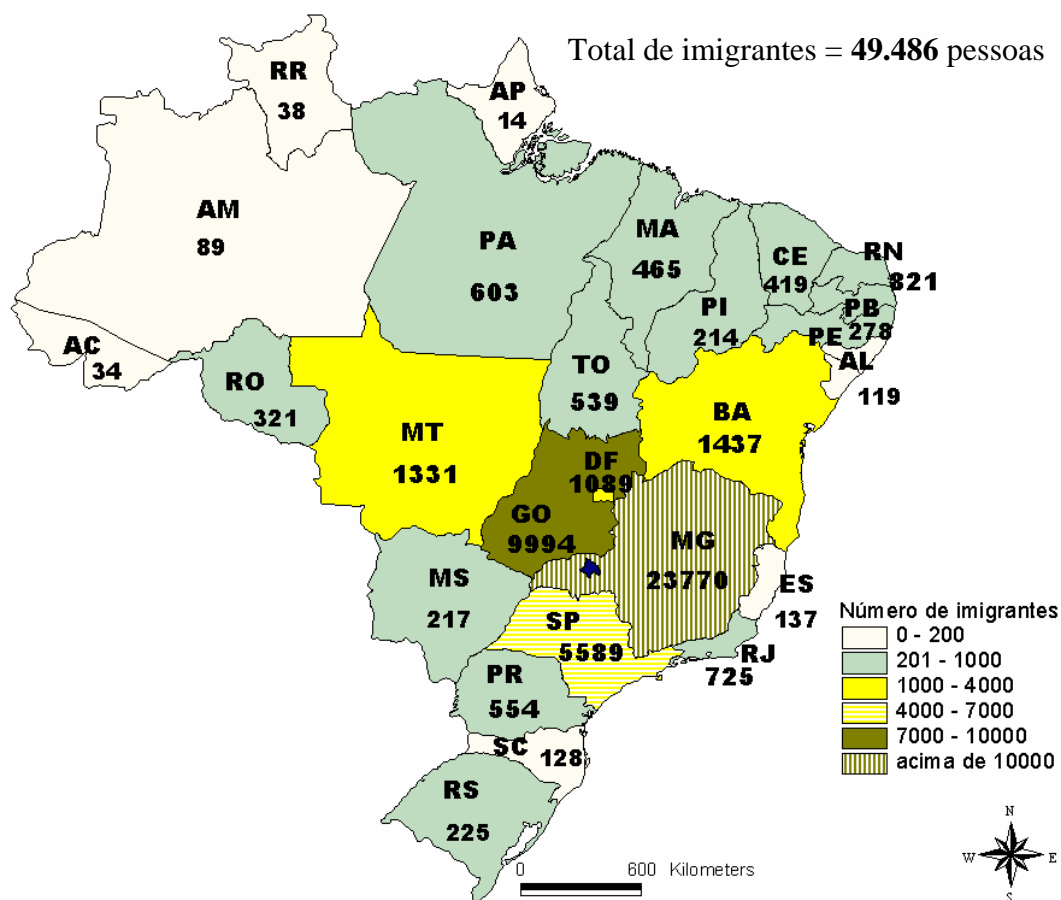 Total de imigrantes = 49.486 pessoas
RR
38
AP
14
AM
89
PA
603
MA
465
CE
419
RN
821
PI
214
PB
278
PE
AL
119
AC
34
RO
321
TO
539
MT
1331
BA
1437
DF
1089
GO
9994
MG
23770
MS
217
ES
137
SP
5589
RJ
725
PR
554
SC
128
RS
225
Número de imigrantes
0 - 200
201 - 1000
1000 - 4000
4000 - 7000
7000 - 10000
acima de 10000
0 600 Kilometers
N
W E
S